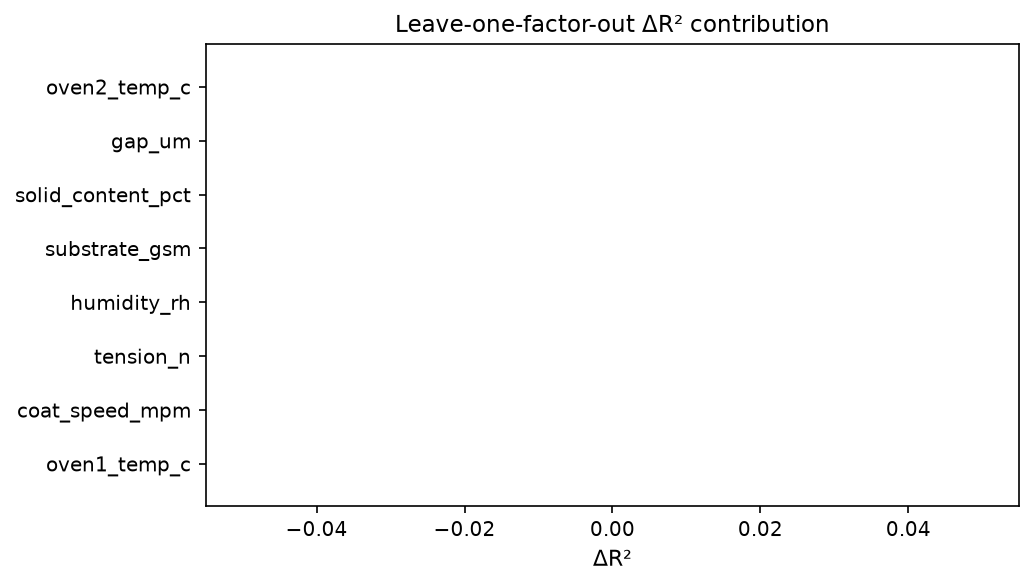 Leave-one-factor-out ΔR² contribution
oven2_temp_c
gap_um
solid_content_pct
substrate_gsm
humidity_rh
tension_n
coat_speed_mpm
oven1_temp_c
−0.04 −0.02 0.00 0.02 0.04
ΔR²